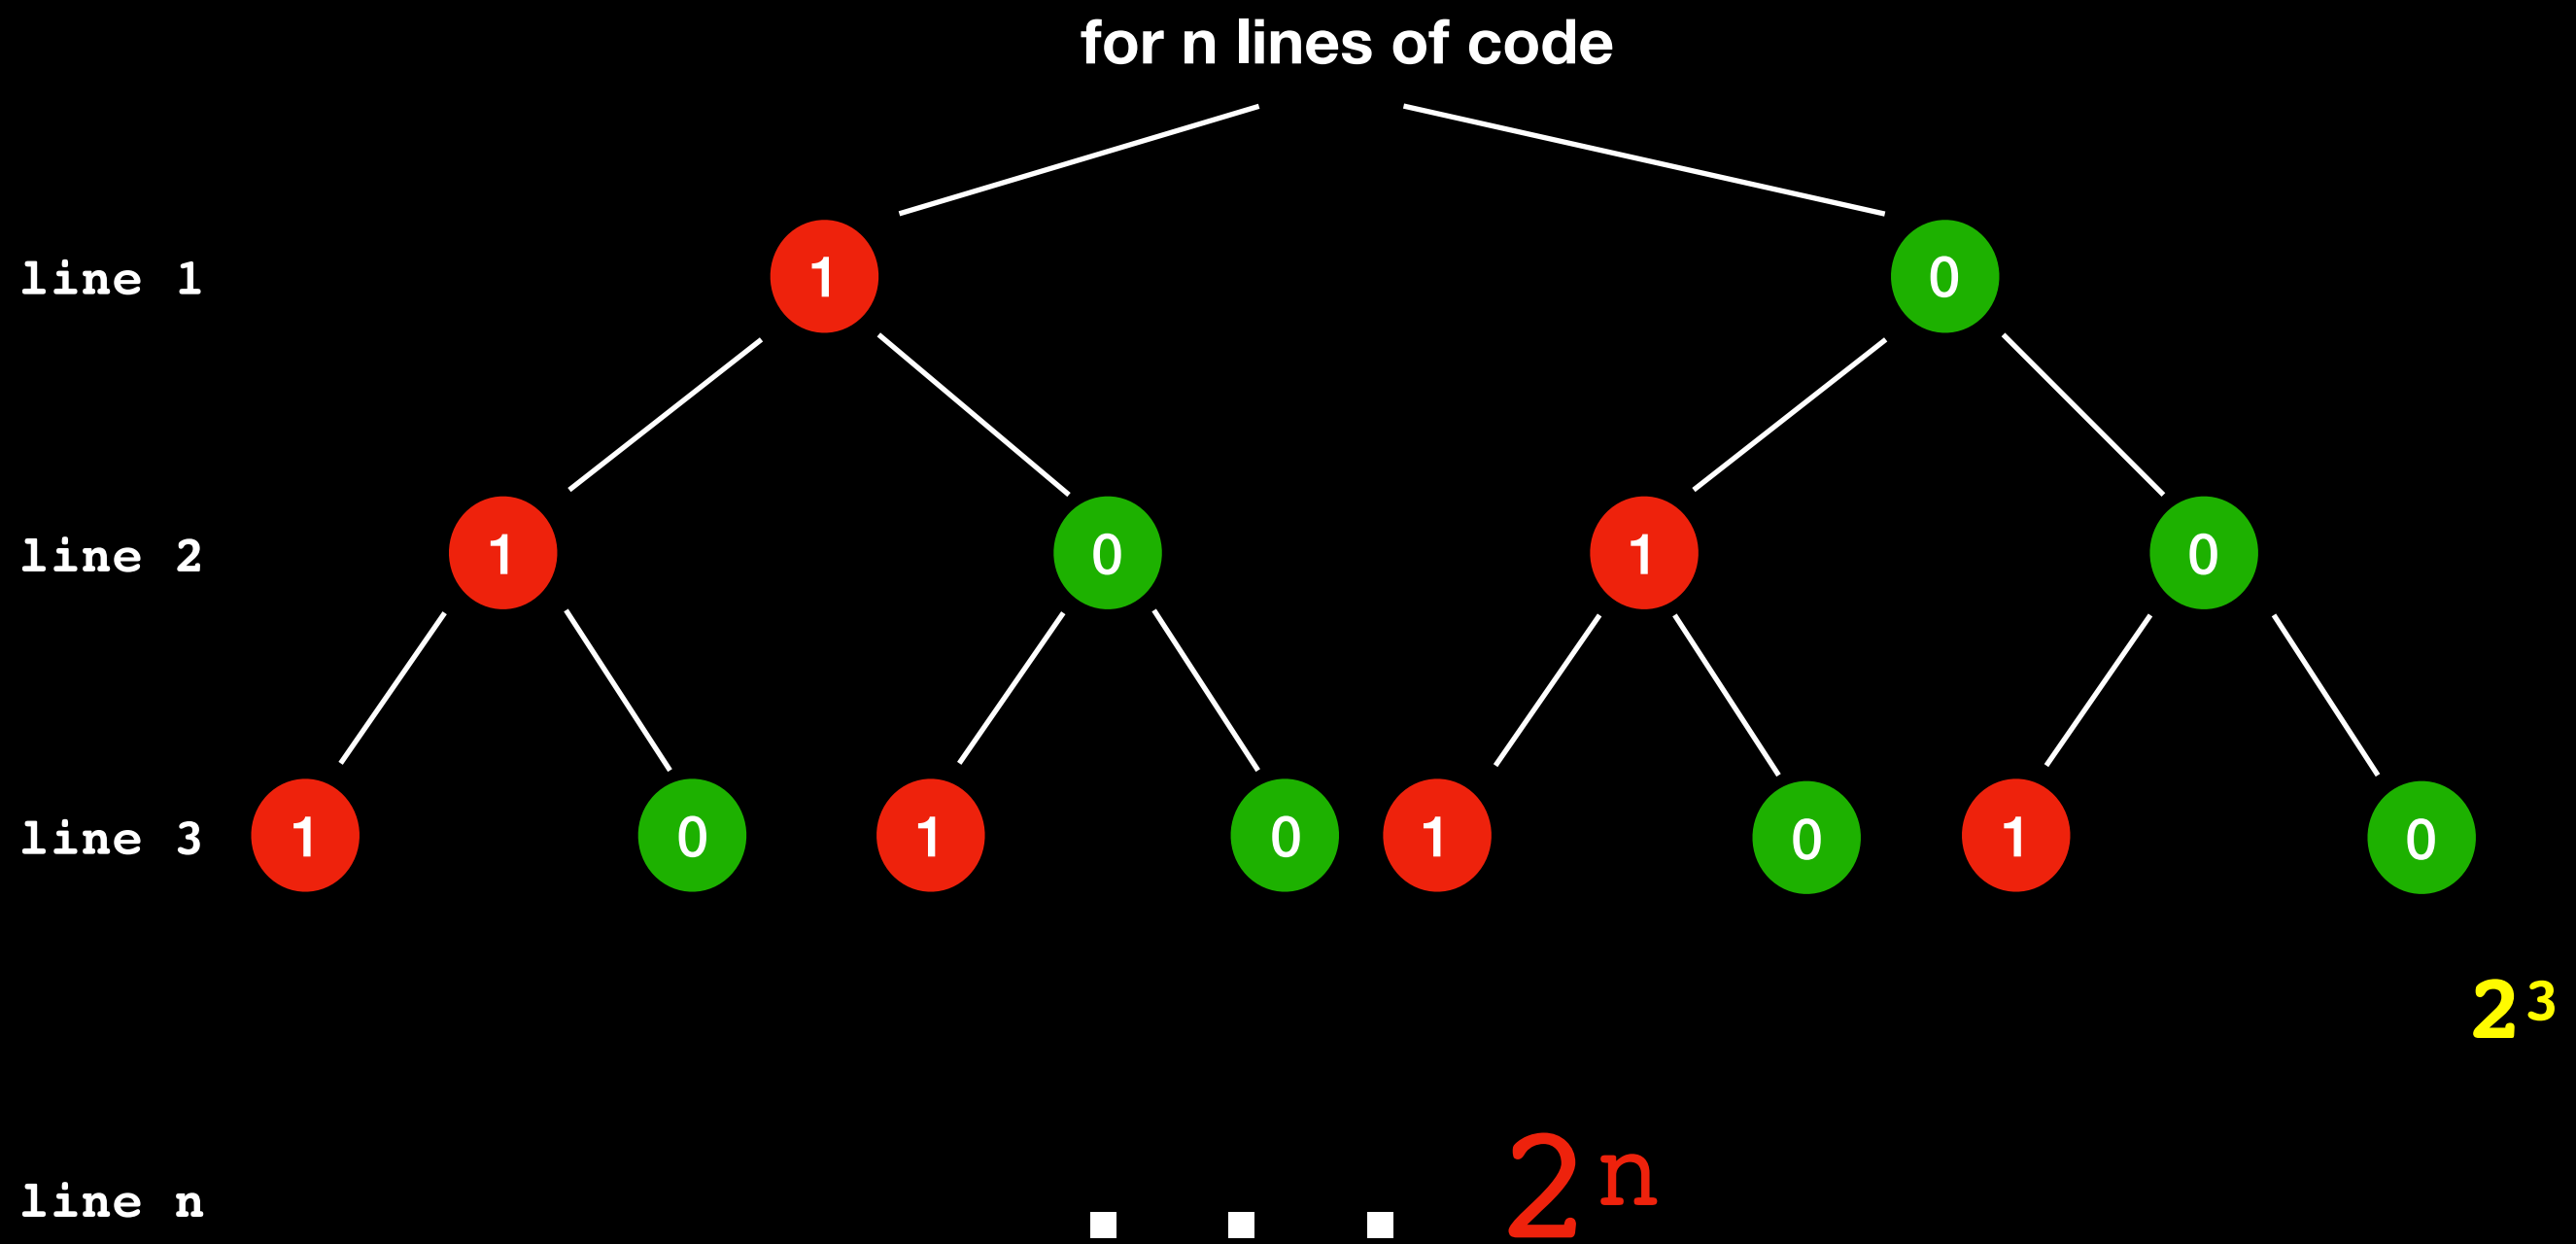 for n lines of code
line 1 1 0
line 2 1 0 1 0
line 3 1 0 1 0 1 0 1 0
2³
line n . . . 2ⁿ